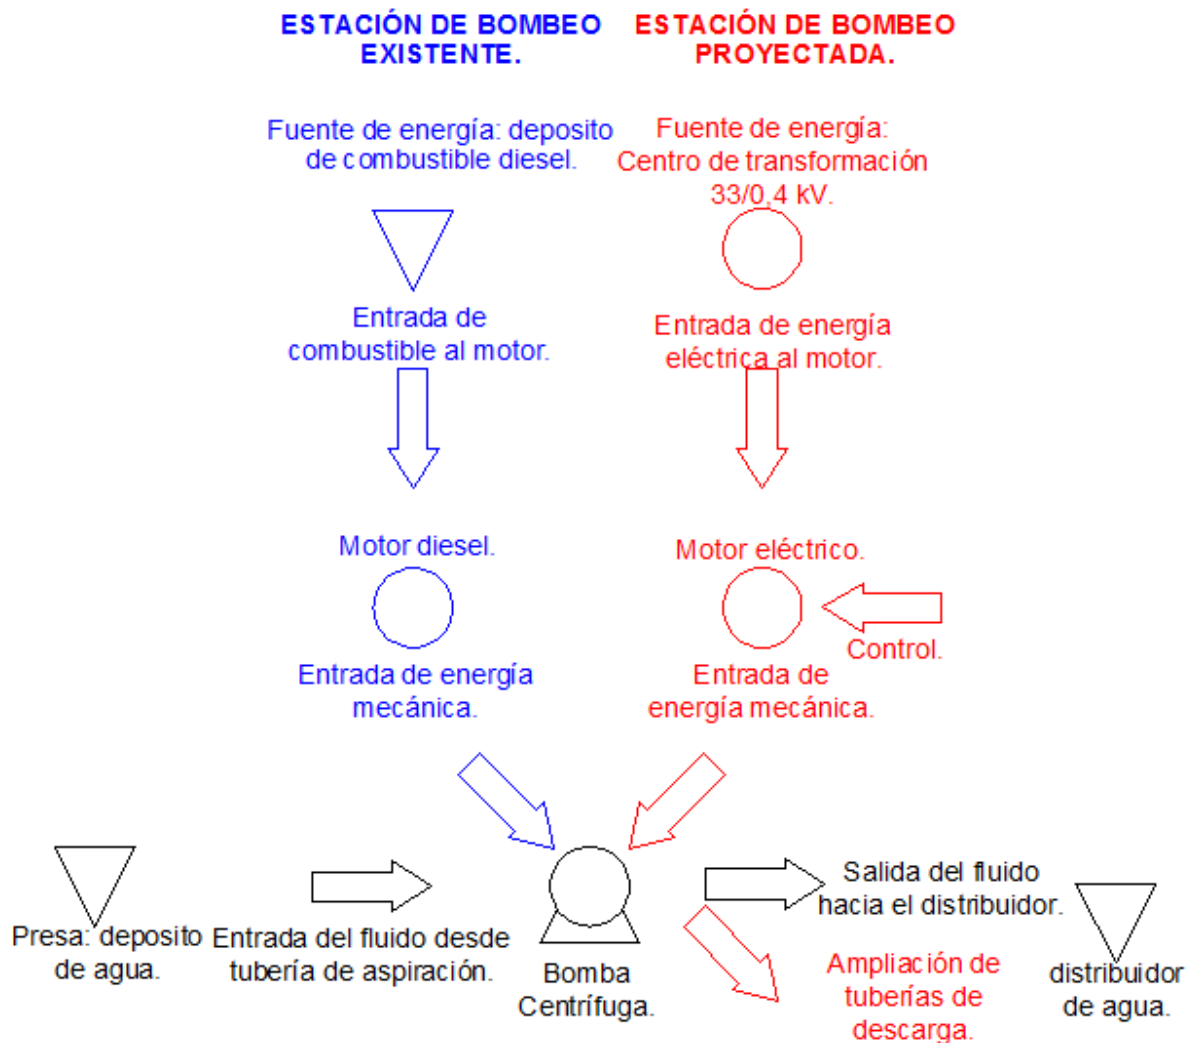 ESTACIÓN DE BOMBEO
EXISTENTE.
ESTACIÓN DE BOMBEO
PROYECTADA.
Fuente de energía: deposito
de combustible diesel.
Fuente de energía:
Centro de transformación
33/0,4 kV.
Entrada de
combustible al motor.
Entrada de energía
eléctrica al motor.
Motor diesel.
Motor eléctrico.
Control.
Entrada de energía
mecánica.
Entrada de
energía mecánica.
Presa: deposito
de agua.
Entrada del fluido desde
tubería de aspiración.
Bomba
Centrífuga.
Salida del fluido
hacia el distribuidor.
Ampliación de
tuberías de
descarga.
distribuidor
de agua.